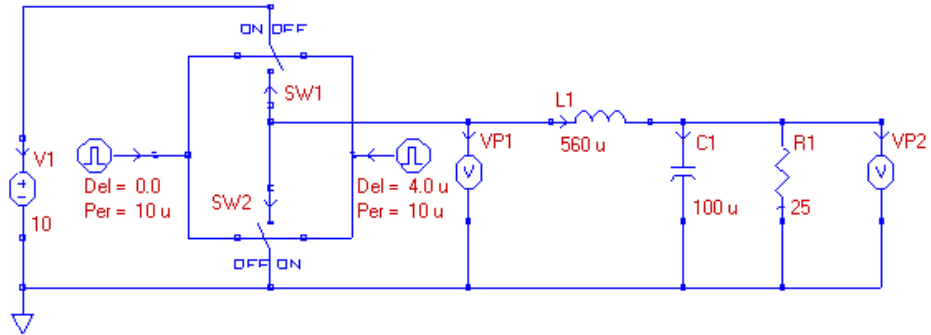 ON OFF
SW1
V1
10
Del = 0.0
Per = 10 u
SW2
Del = 4.0 u
Per = 10 u
OFF ON
VP1
V
L1
560 u
C1
100 u
R1
25
VP2
V